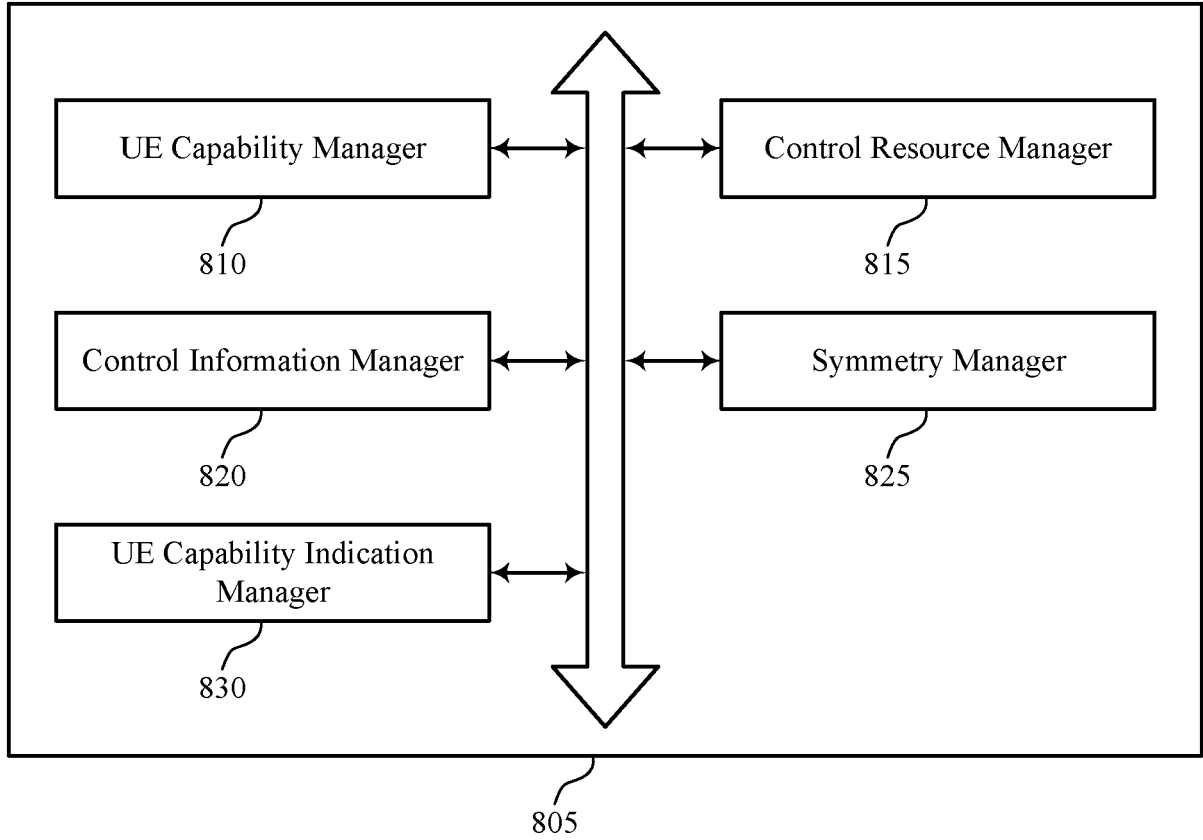 UE Capability Manager
810
Control Resource Manager
815
Control Information Manager
820
Symmetry Manager
825
UE Capability Indication
Manager
830
805